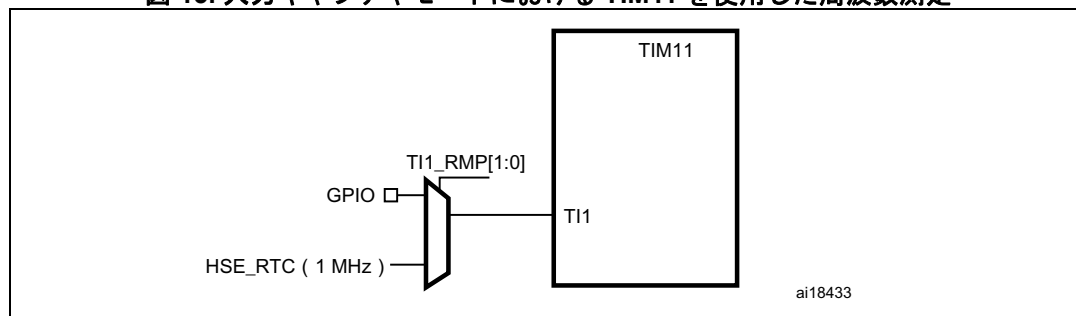 TIM11
TI1_RMP[1:0]
GPIO
TI1
HSE_RTC ( 1 MHz )
ai18433